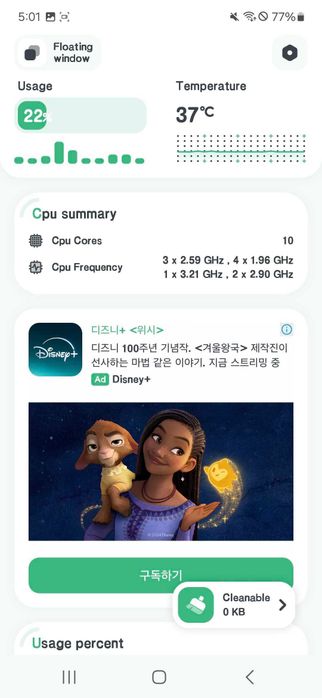 5:01
77%
Floating
window
Usage
Temperature
22%
37°C
Cpu summary
Cpu Cores
10
Cpu Frequency
3 x 2.59 GHz , 4 x 1.96 GHz
1 x 3.21 GHz , 2 x 2.90 GHz
디즈니+ <위시>
디즈니 100주년 기념작. <겨울왕국> 제작진이
선사하는 마법 같은 이야기. 지금 스트리밍 중
Ad Disney+
Disney+
©2024 Disney
구독하기
Cleanable
0 KB
Usage percent